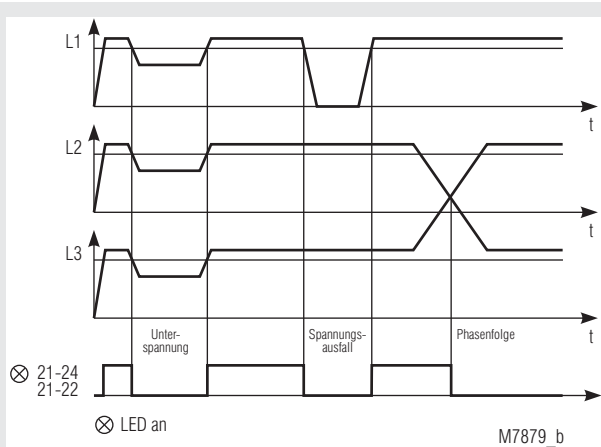 L1
t
L2
t
L3
t
Unter-
spannung
Spannungs-
ausfall
Phasenfolge
21-24
21-22
LED an
M7879_b